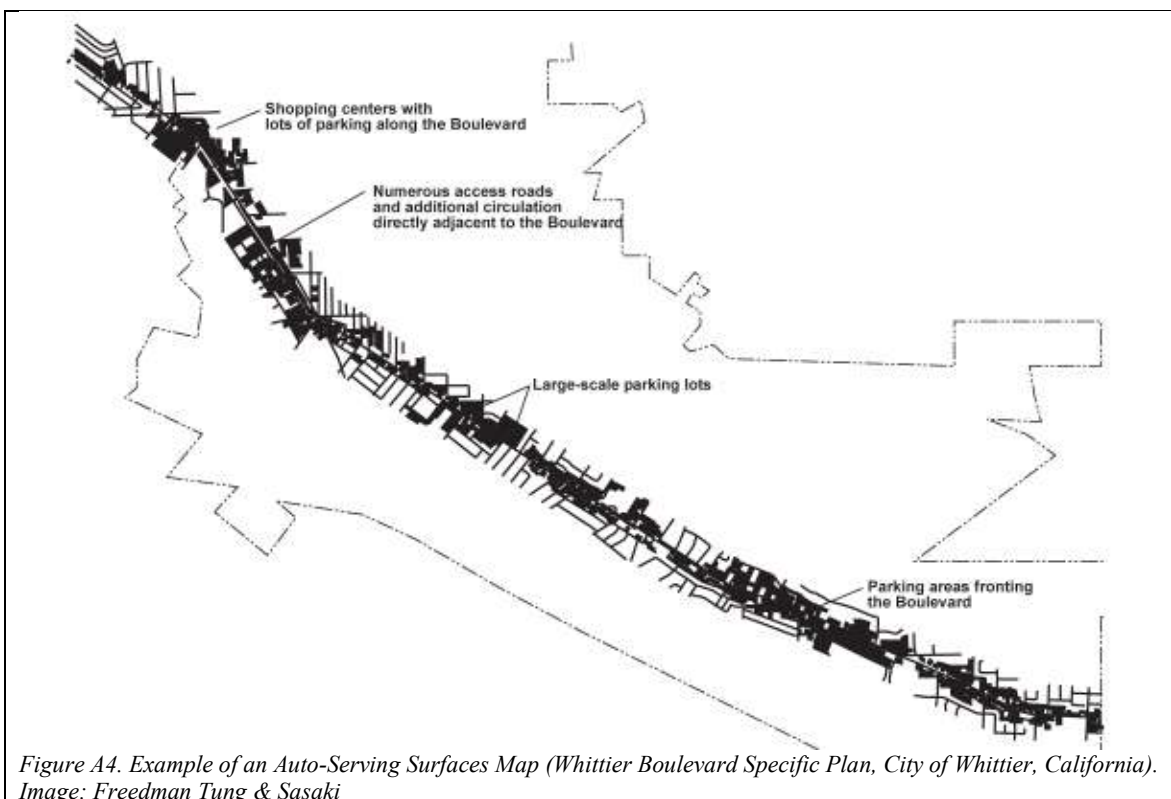 Shopping centers with
lots of parking along the Boulevard
Numerous access roads
and additional circulation
directly adjacent to the Boulevard
Large-scale parking lots
Parking areas fronting
the Boulevard
Figure A4. Example of an Auto-Serving Surfaces Map (Whittier Boulevard Specific Plan, City of Whittier, California).
Image: Freedman Tung & Sasaki